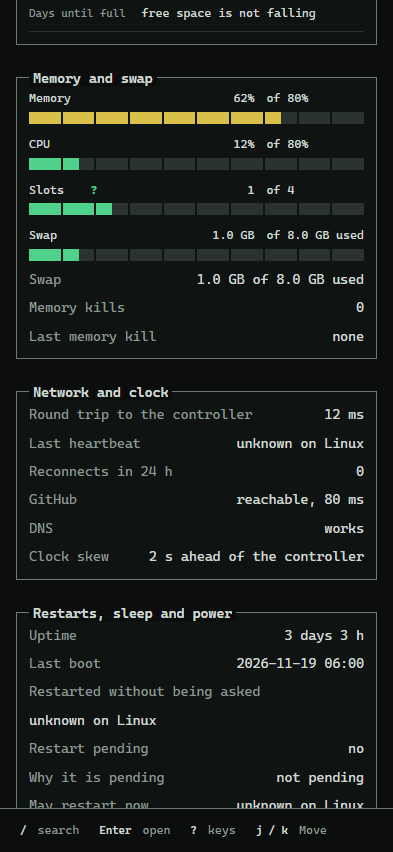 Days until full free space is not falling
Memory and swap
Memory 62% of 80%
CPU 12% of 80%
Slots ? 1 of 4
Swap 1.0 GB of 8.0 GB used
Swap 1.0 GB of 8.0 GB used
Memory kills 0
Last memory kill none
Network and clock
Round trip to the controller 12 ms
Last heartbeat unknown on Linux
Reconnects in 24 h 0
GitHub reachable, 80 ms
DNS works
Clock skew 2 s ahead of the controller
Restarts, sleep and power
Uptime 3 days 3 h
Last boot 2026-11-19 06:00
Restarted without being asked
unknown on Linux
Restart pending no
Why it is pending not pending
May restart now unknown on Linux
/ search Enter open ? keys j / k Move